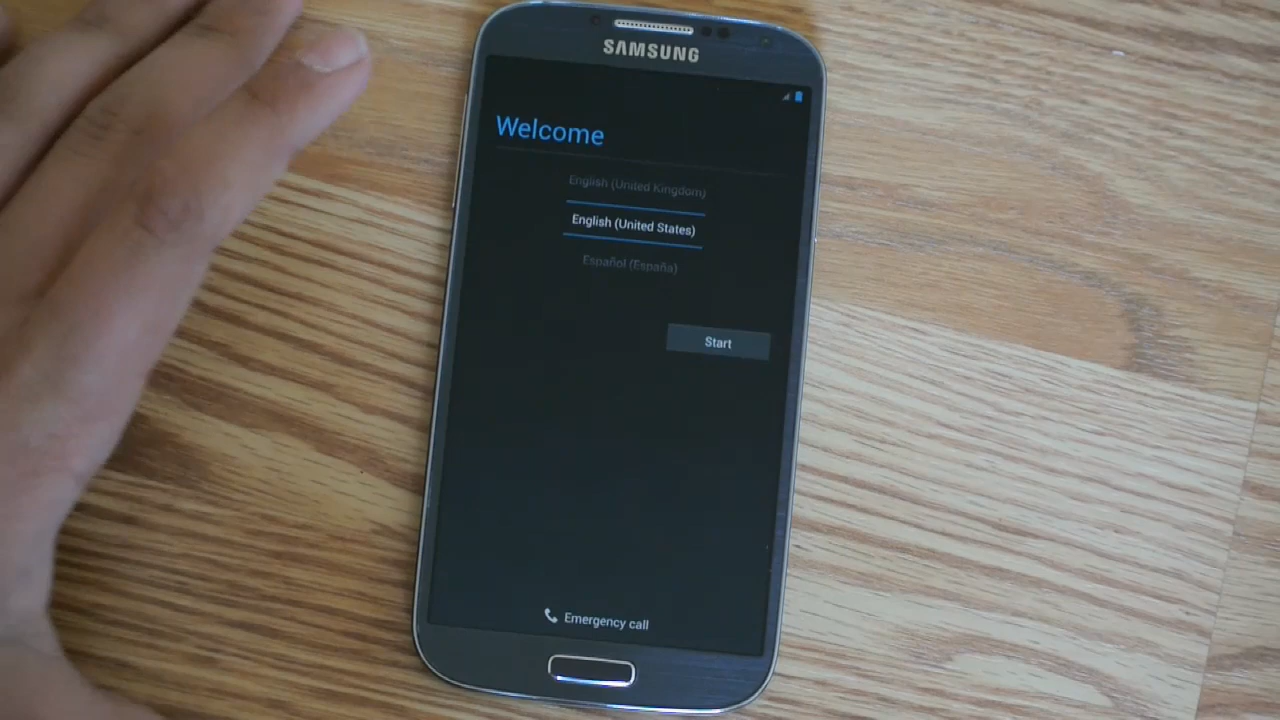 SAMSUNG
Welcome
English (United Kingdom)
English (United States)
Español (España)
Start
Emergency call